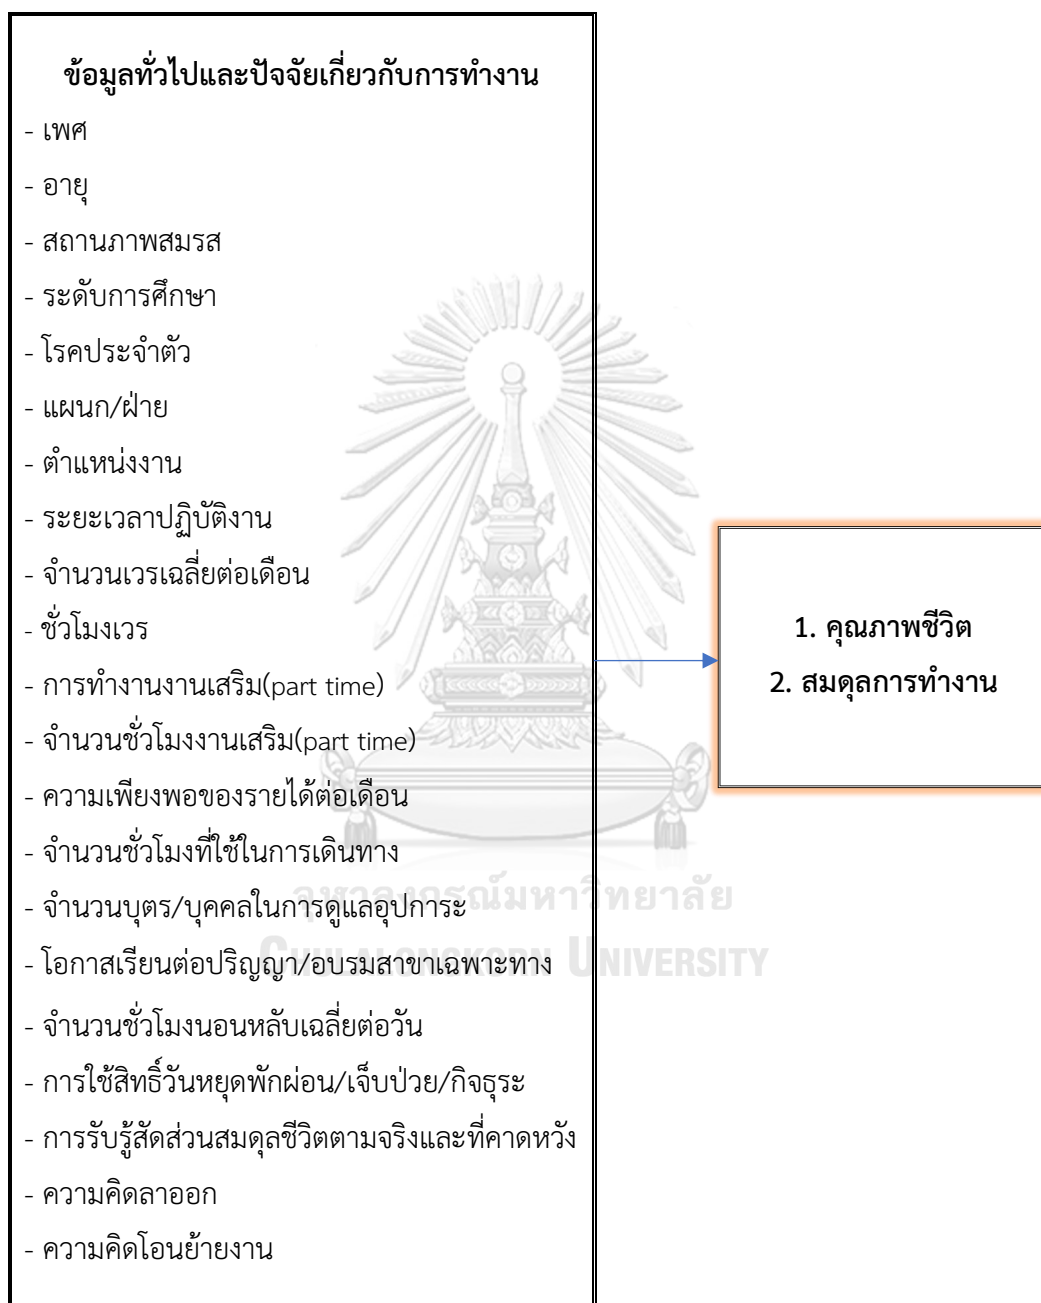 ข้อมูลทั่วไปและปัจจัยเกี่ยวกับการทำงาน
- เพศ
- อายุ
- สถานภาพสมรส
- ระดับการศึกษา
- โรคประจำตัว
- แผนก/ฝ่าย
- ตำแหน่งงาน
- ระยะเวลาปฏิบัติงาน
- จำนวนเวรเฉลี่ยต่อเดือน
- ชั่วโมงเวร
- การทำงานงานเสริม(part time)
- จำนวนชั่วโมงงานเสริม(part time)
- ความเพียงพอของรายได้ต่อเดือน
- จำนวนชั่วโมงที่ใช้ในการเดินทาง
- จำนวนบุตร/บุคคลในการดูแลอุปการะ
- โอกาสเรียนต่อปริญญา/อบรมสาขาเฉพาะทาง
- จำนวนชั่วโมงนอนหลับเฉลี่ยต่อวัน
- การใช้สิทธิ์วันหยุดพักผ่อน/เจ็บป่วย/กิจธุระ
- การรับรู้สัดส่วนสมดุลชีวิตตามจริงและที่คาดหวัง
- ความคิดลาออก
- ความคิดโอนย้ายงาน
1. คุณภาพชีวิต
2. สมดุลการทำงาน
จุฬาลงกรณ์มหาวิทยาลัย
CHULALONGKORN UNIVERSITY